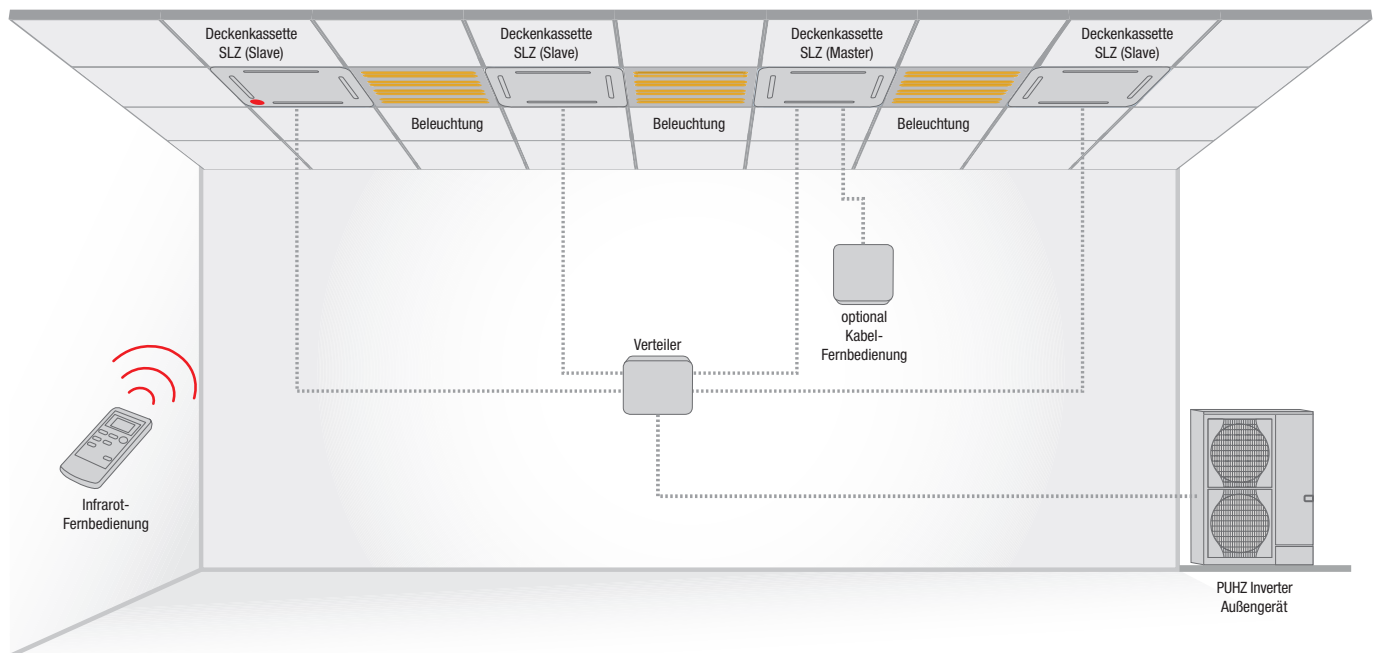 Deckenkassette
SLZ (Slave)
Deckenkassette
SLZ (Slave)
Deckenkassette
SLZ (Master)
Deckenkassette
SLZ (Slave)
Beleuchtung
Beleuchtung
Beleuchtung
optional
Kabel-
Fernbedienung
Verteiler
Infrarot-
Fernbedienung
PUHZ Inverter
Außengerät